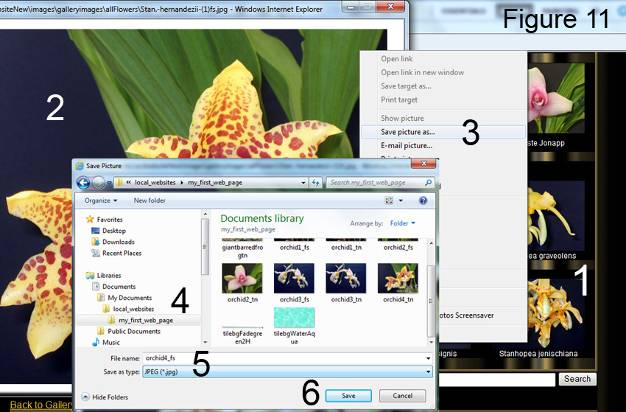 siteNew\images\galleryimages\allFlowers\Stan,-hernandezii-(1)fs.jpg - Windows Internet Explorer
Figure 11
2
Open link
Open link in new window
Save target as...
Print target
Show picture
Save picture as...
E-mail picture...
3
ste Jonapp
Save Picture
« local_websites ▸ my_first_web_page
Search my_first_web_page
Organize
New folder
Favorites
Desktop
Downloads
Recent Places
Libraries
Documents
My Documents
local_websites
my_first_web_page
Public Documents
Music
4
Documents library
my_first_web_page
Arrange by: Folder
giantbarredfrogtn
orchid1_fs
orchid1_tn
orchid2_fs
orchid2_tn
orchid3_fs
orchid3_tn
orchid4_tn
tilebgFadegreen2H
tilebgWaterAqua
a graveolens
1
otos Screensaver
ignis
Stanhopea jenischiana
File name: orchid4_fs
Save as type: JPEG (*.jpg)
5
Search
Hide Folders
6
Save
Cancel
Back to Galler